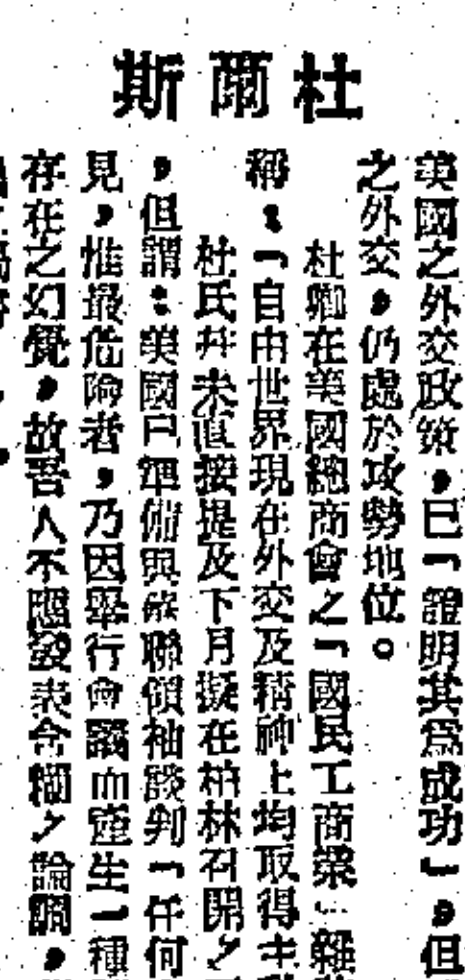 杜爾斯
美國之外交政策，已「證明其爲成功」，但
之外交，仍處於攻勢地位。
杜卿在美國總商會之「國民工商業」雜
稱：「自由世界現在外交及精神上均取得主
杜氏并未直接提及下月擬在柏林召開之
，但謂：美國已準備與蘇聯領袖談判「任何
見，惟最危險者，乃因舉行會議而產生一種
存在之幻覺，故吾人不應發表含糊之論調，